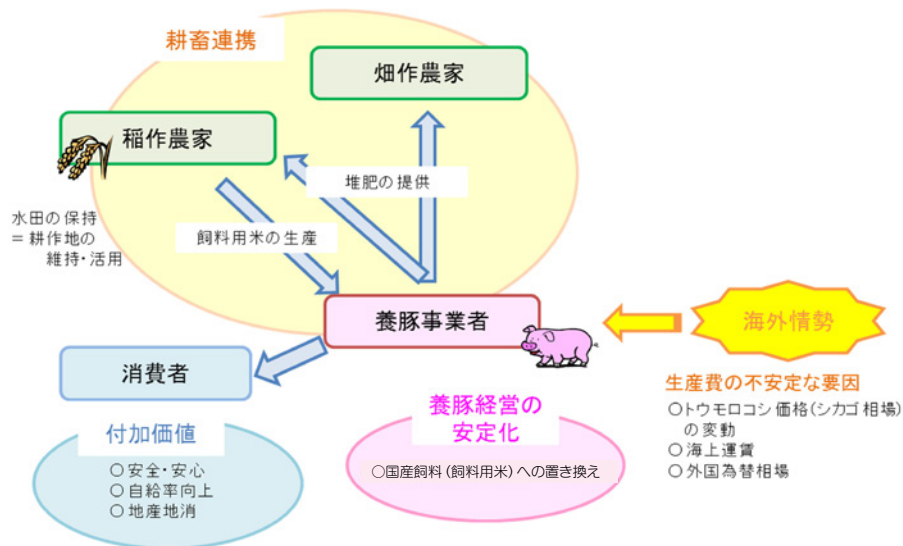 耕畜連携
畑作農家
稲作農家
堆肥の提供
水田の保持
＝耕作地の
維持・活用
飼料用米の生産
養豚事業者
海外情勢
消費者
生産費の不安定な要因
○トウモロコシ価格(シカゴ相場)
の変動
○海上運賃
○外国為替相場
養豚経営の
安定化
○国産飼料(飼料用米)への置き換え
付加価値
○安全・安心
○自給率向上
○地産地消